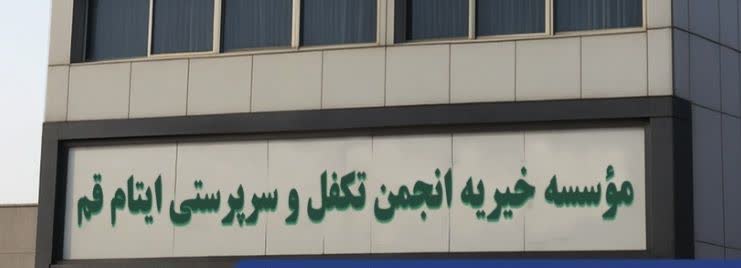 مؤسسه خیریه انجمن تکفل و سرپرستی ایتام قم